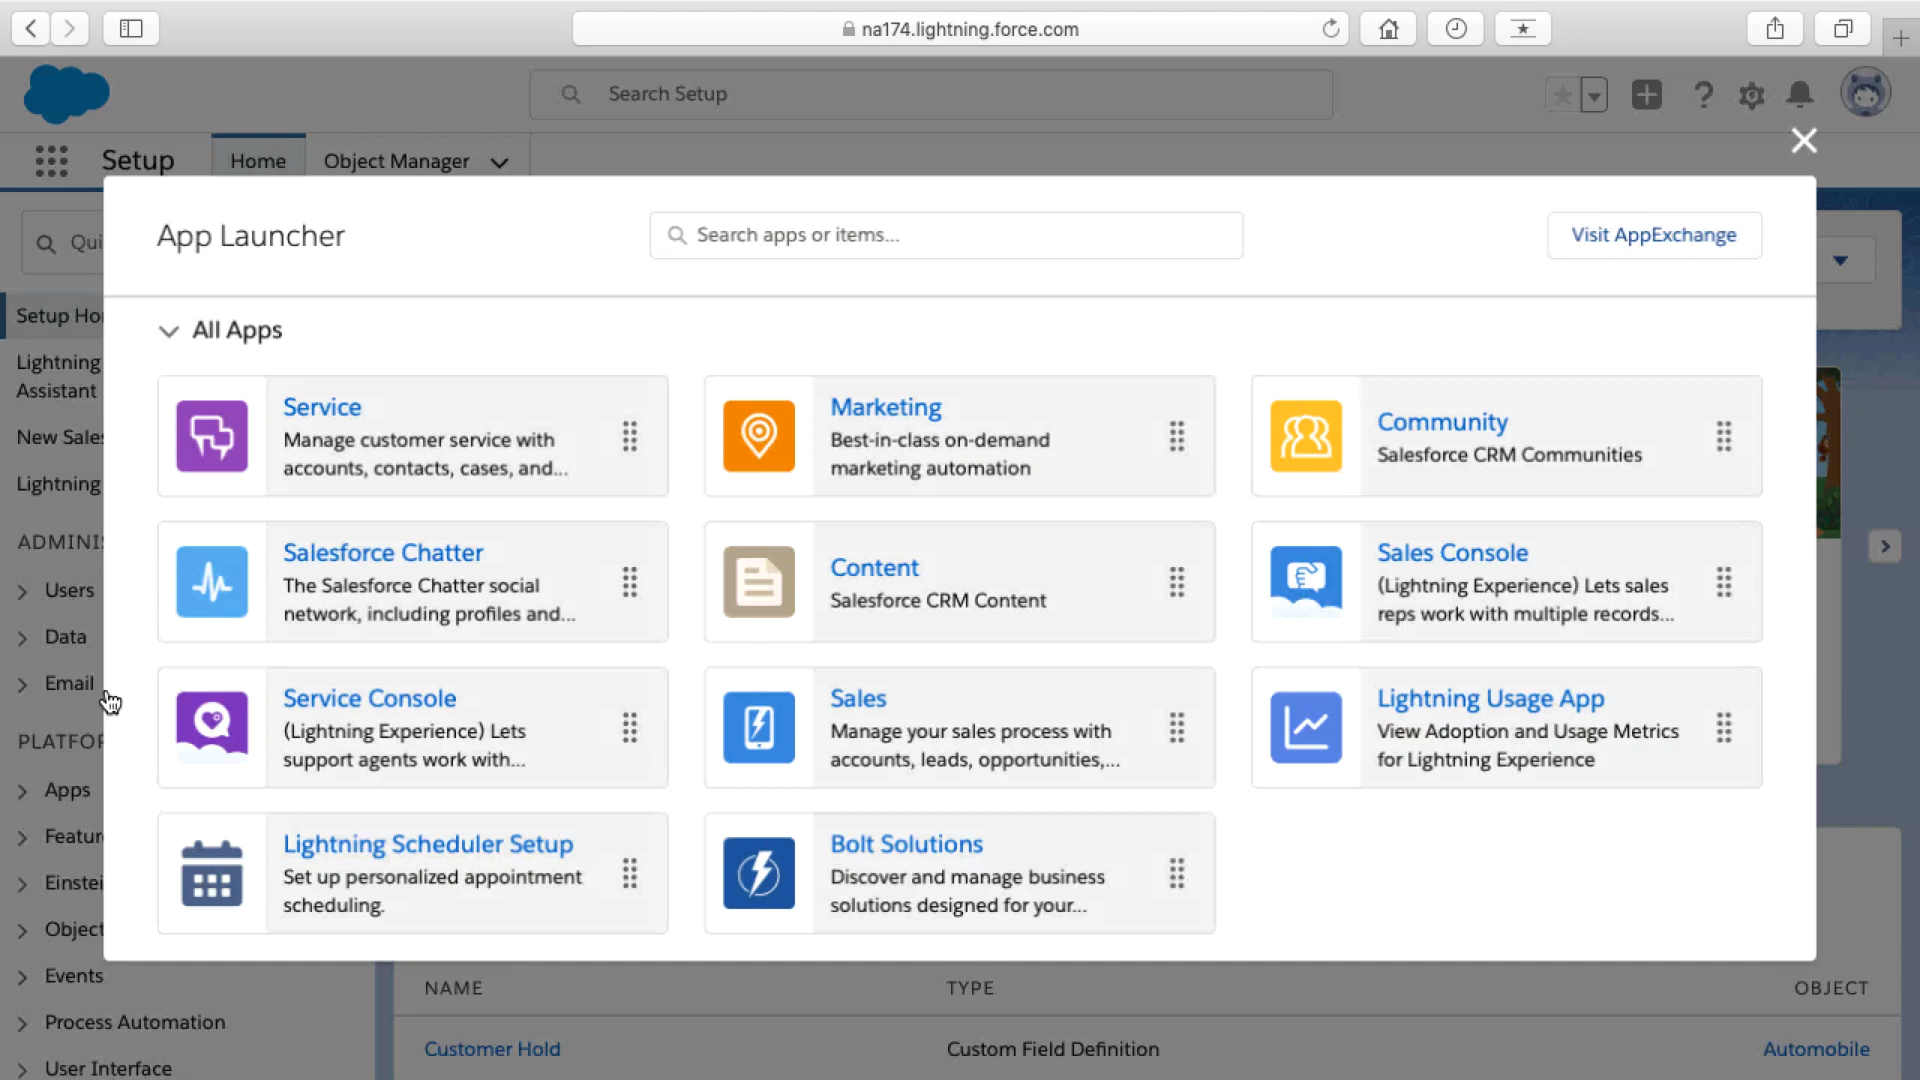 na174.lightning.force.com
Search Setup
Setup
Home
Object Manager
App Launcher
Search apps or items...
Visit AppExchange
Qui
Setup Ho
Lightning
Assistant
New Sales
Lightning
ADMINI
Users
Data
Email
PLATFO
Apps
Featur
Einstei
Object
Events
Process Automation
User Interface
All Apps
Service
Manage customer service with
accounts, contacts, cases, and...
Marketing
Best-in-class on-demand
marketing automation
Community
Salesforce CRM Communities
Salesforce Chatter
The Salesforce Chatter social
network, including profiles and...
Content
Salesforce CRM Content
Sales Console
(Lightning Experience) Lets sales
reps work with multiple records...
Service Console
(Lightning Experience) Lets
support agents work with...
Sales
Manage your sales process with
accounts, leads, opportunities,...
Lightning Usage App
View Adoption and Usage Metrics
for Lightning Experience
Lightning Scheduler Setup
Set up personalized appointment
scheduling.
Bolt Solutions
Discover and manage business
solutions designed for your...
NAME
TYPE
OBJECT
Customer Hold
Custom Field Definition
Automobile